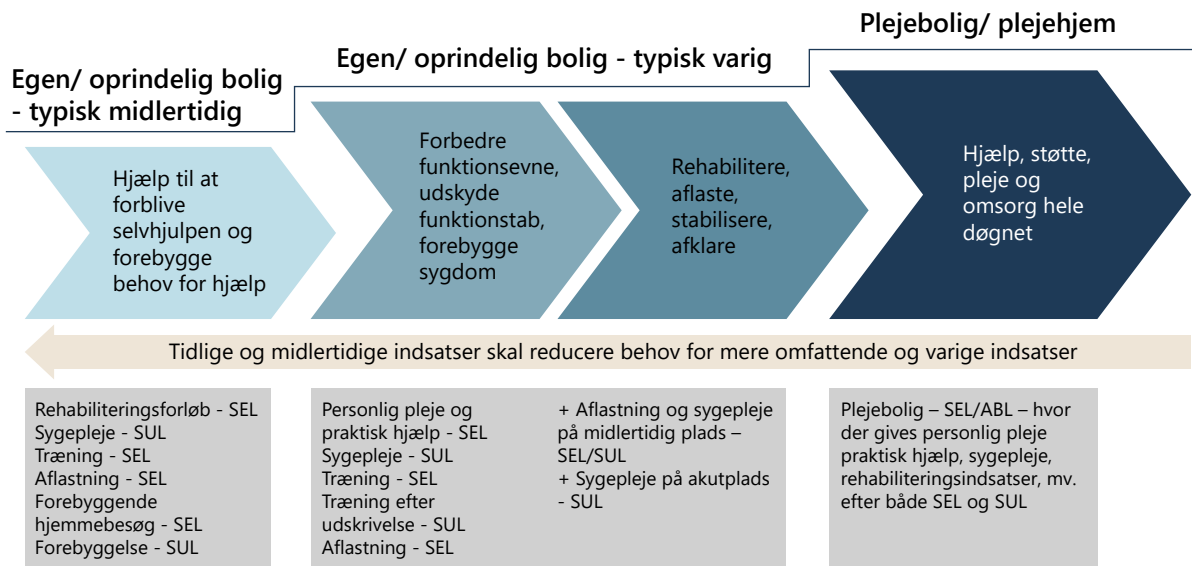 Egen/ oprindelig bolig
- typisk midlertidig
Egen/ oprindelig bolig - typisk varig
Plejebolig/ plejehjem
Hjælp til at
forblive
selvhjulpen og
forebygge
behov for hjælp
Forbedre
funktionsevne,
udskyde
funktionstab,
forebygge
sygdom
Rehabilitere,
aflaste,
stabilisere,
afklare
Hjælp, støtte,
pleje og
omsorg hele
døgnet
Tidlige og midlertidige indsatser skal reducere behov for mere omfattende og varige indsatser
Rehabiliteringsforløb - SEL
Sygepleje - SUL
Træning - SEL
Aflastning - SEL
Forebyggende
hjemmebesøg - SEL
Forebyggelse - SUL
Personlig pleje og
praktisk hjælp - SEL
Sygepleje - SUL
Træning - SEL
Træning efter
udskrivelse - SUL
Aflastning - SEL
+ Aflastning og sygepleje
på midlertidig plads –
SEL/SUL
+ Sygepleje på akutplads
- SUL
Plejebolig – SEL/ABL – hvor
der gives personlig pleje
praktisk hjælp, sygepleje,
rehabiliteringsindsatser, mv.
efter både SEL og SUL